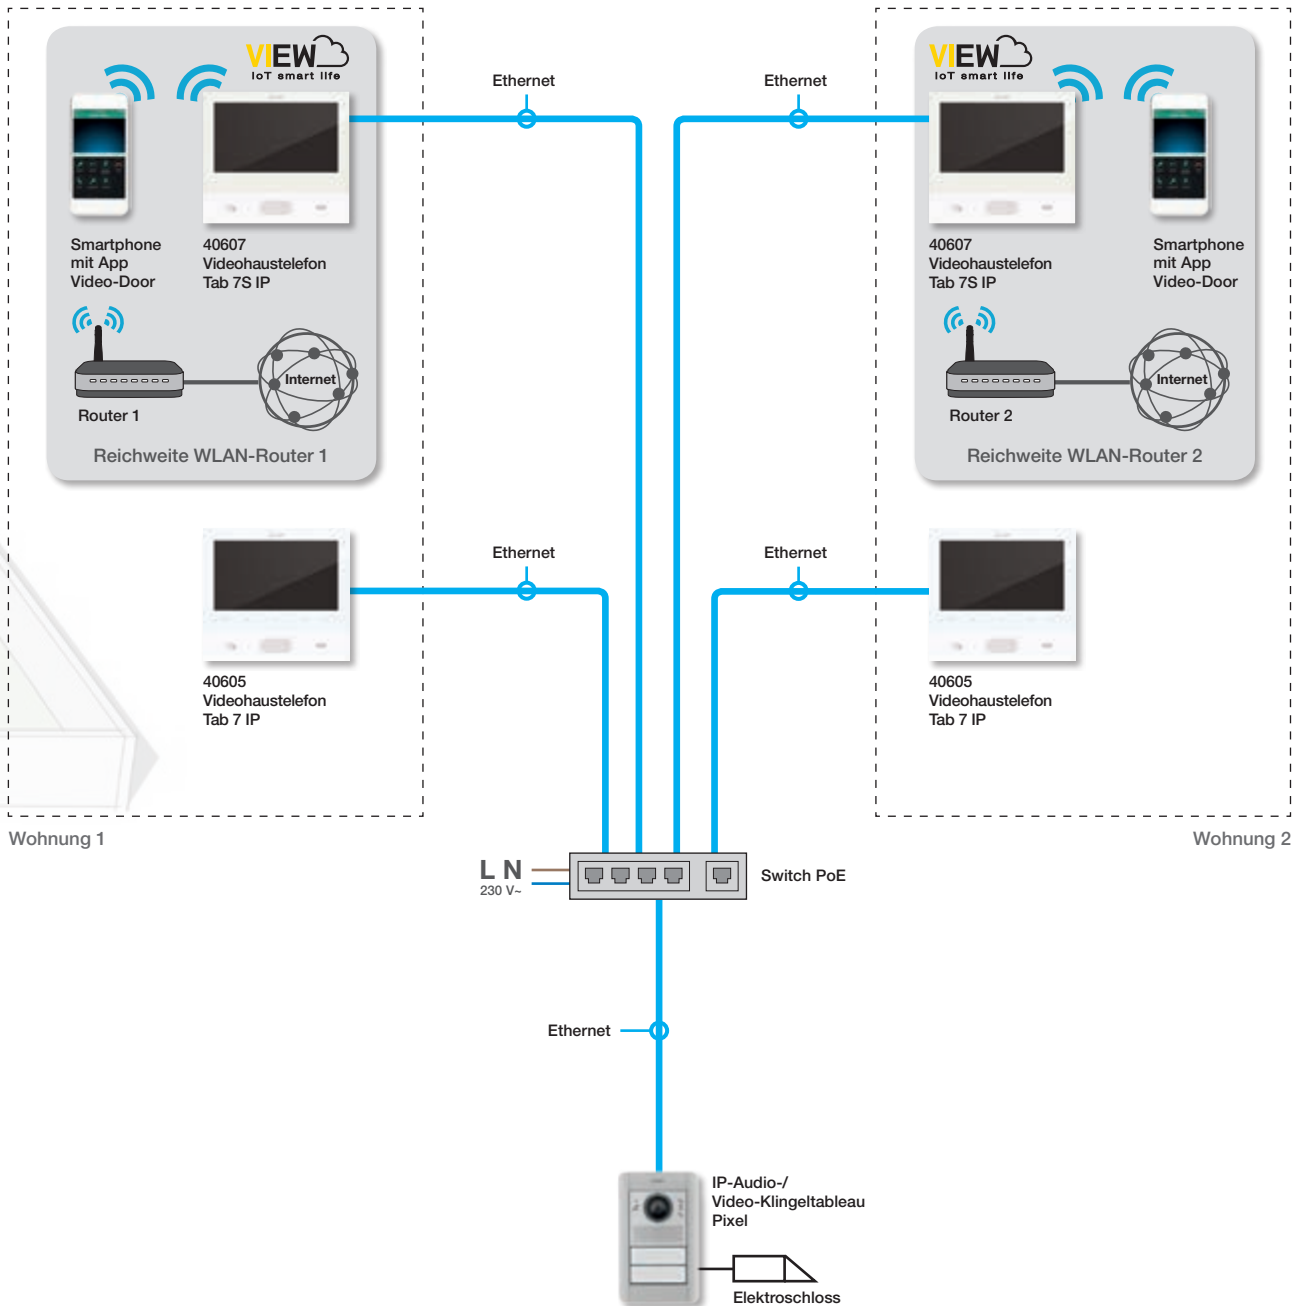 VIEW
IoT smart life
Smartphone
mit App
Video-Door
40607
Videohaustelefon
Tab 7S IP
Router 1
Internet
Reichweite WLAN-Router 1
40605
Videohaustelefon
Tab 7 IP
Wohnung 1
Ethernet
Ethernet
Ethernet
Ethernet
VIEW
IoT smart life
40607
Videohaustelefon
Tab 7S IP
Smartphone
mit App
Video-Door
Router 2
Internet
Reichweite WLAN-Router 2
40605
Videohaustelefon
Tab 7 IP
Wohnung 2
L N
230 V~
Switch PoE
Ethernet
IP-Audio-/
Video-Klingeltableau
Pixel
Elektroschloss